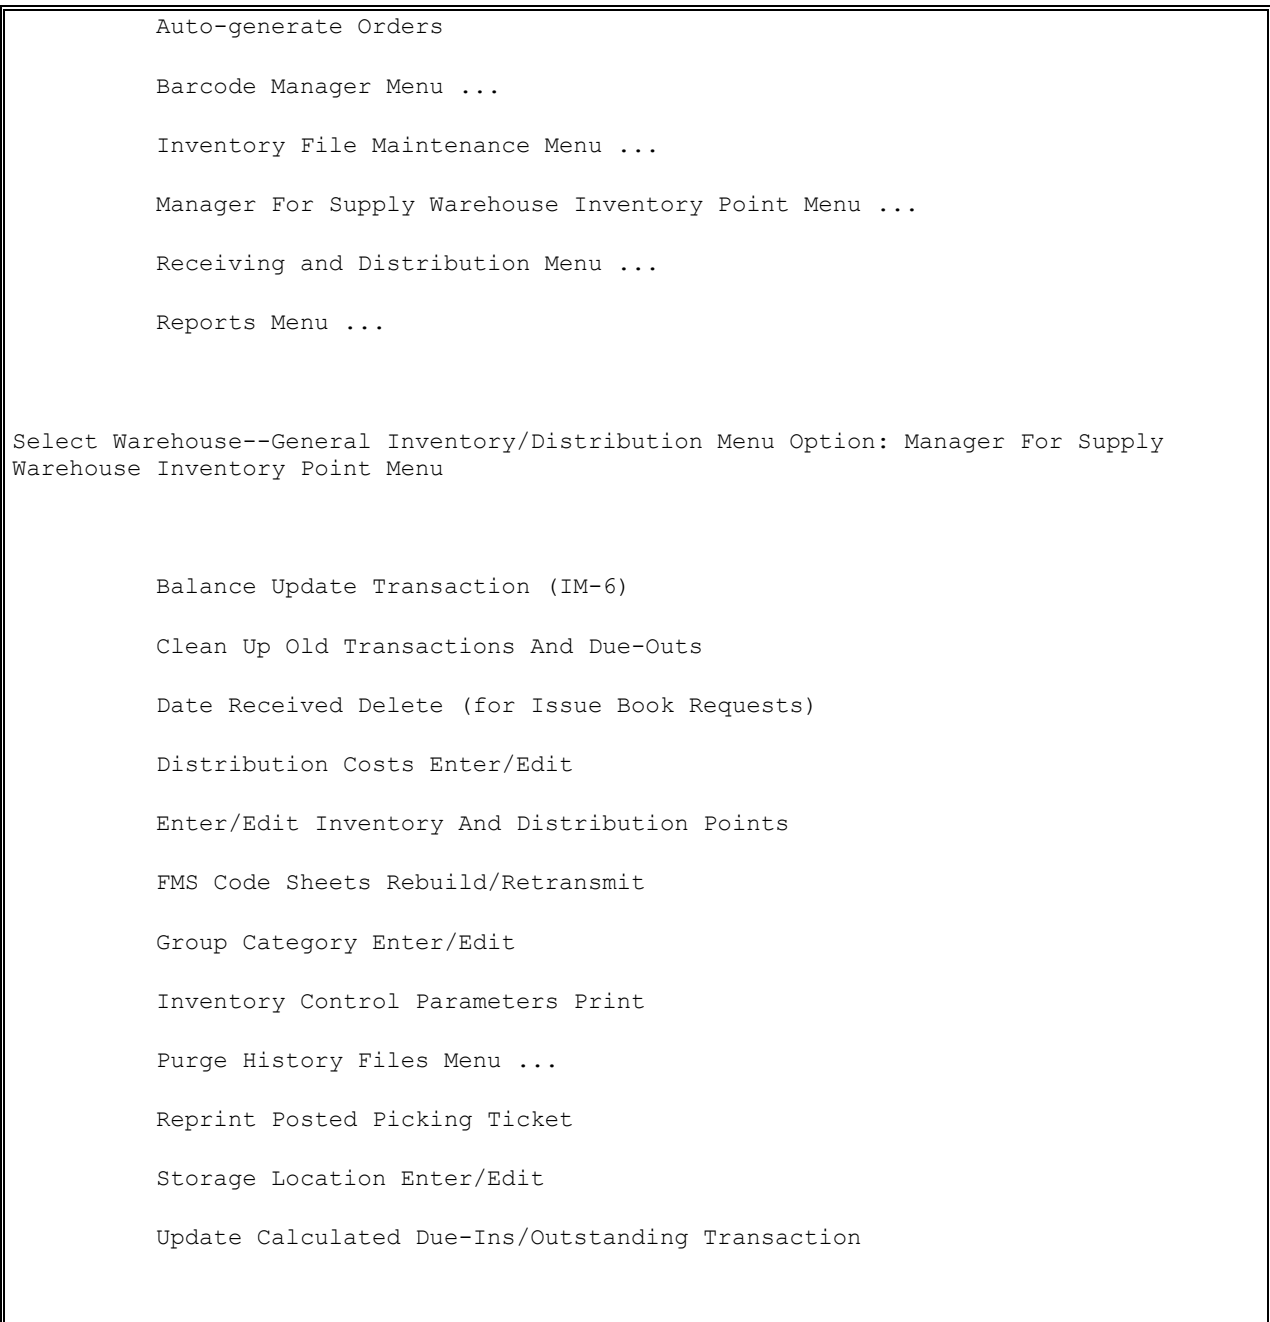 Auto-generate Orders
Barcode Manager Menu ...
Inventory File Maintenance Menu ...
Manager For Supply Warehouse Inventory Point Menu ...
Receiving and Distribution Menu ...
Reports Menu ...
Select Warehouse--General Inventory/Distribution Menu Option: Manager For Supply
Warehouse Inventory Point Menu
Balance Update Transaction (IM-6)
Clean Up Old Transactions And Due-Outs
Date Received Delete (for Issue Book Requests)
Distribution Costs Enter/Edit
Enter/Edit Inventory And Distribution Points
FMS Code Sheets Rebuild/Retransmit
Group Category Enter/Edit
Inventory Control Parameters Print
Purge History Files Menu ...
Reprint Posted Picking Ticket
Storage Location Enter/Edit
Update Calculated Due-Ins/Outstanding Transaction